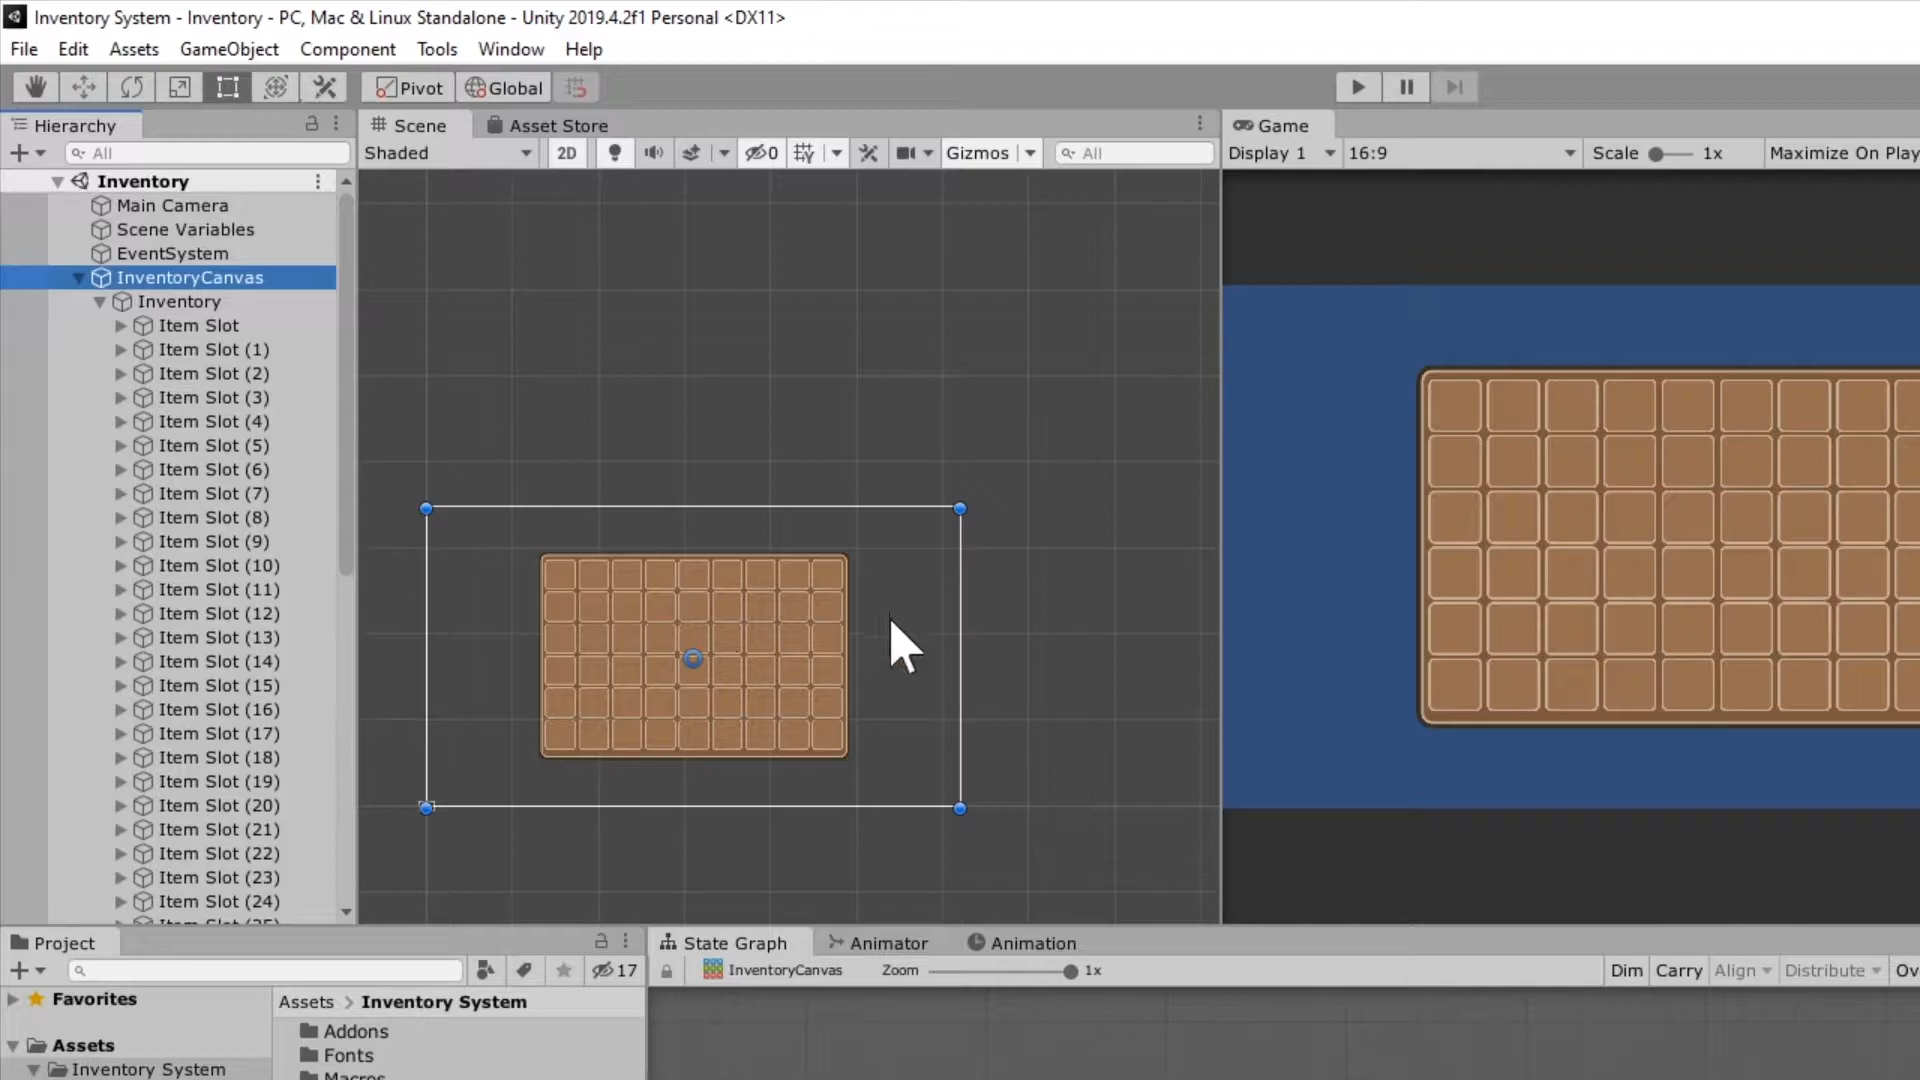 Inventory System - Inventory - PC, Mac & Linux Standalone - Unity 2019.4.2f1 Personal <DX11>
File Edit Assets GameObject Component Tools Window Help
Pivot Global
Hierarchy
All
Inventory
Main Camera
Scene Variables
EventSystem
InventoryCanvas
Inventory
Item Slot
Item Slot (1)
Item Slot (2)
Item Slot (3)
Item Slot (4)
Item Slot (5)
Item Slot (6)
Item Slot (7)
Item Slot (8)
Item Slot (9)
Item Slot (10)
Item Slot (11)
Item Slot (12)
Item Slot (13)
Item Slot (14)
Item Slot (15)
Item Slot (16)
Item Slot (17)
Item Slot (18)
Item Slot (19)
Item Slot (20)
Item Slot (21)
Item Slot (22)
Item Slot (23)
Item Slot (24)
Item Slot (25)
Scene Asset Store
Shaded 2D 0 Gizmos All
Game
Display 1 16:9 Scale 1x Maximize On Play
Project
17
Favorites
Assets
Inventory System
Assets > Inventory System
Addons
Fonts
Macros
State Graph Animator Animation
InventoryCanvas Zoom 1x Dim Carry Align Distribute Ov